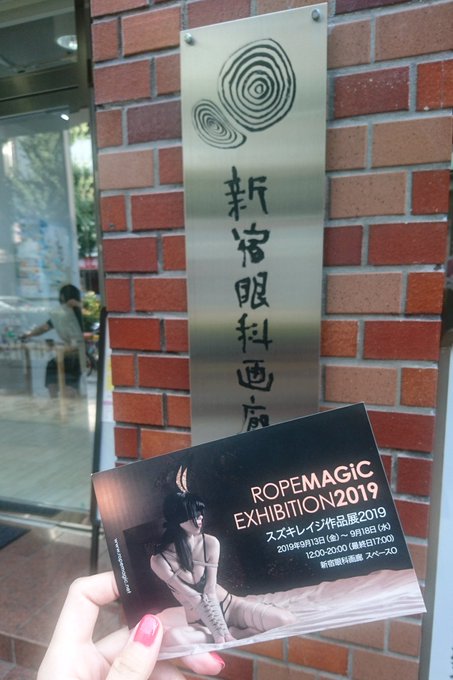 新宿眼科画廊
ROPEMAGiC
EXHIBITION2019
スズキレイジ作品展2019
2019年9月13日(金)～9月18日(水)
12:00-20:00 (最終日17:00)
新宿眼科画廊 スペースO
www.ropemagic.net